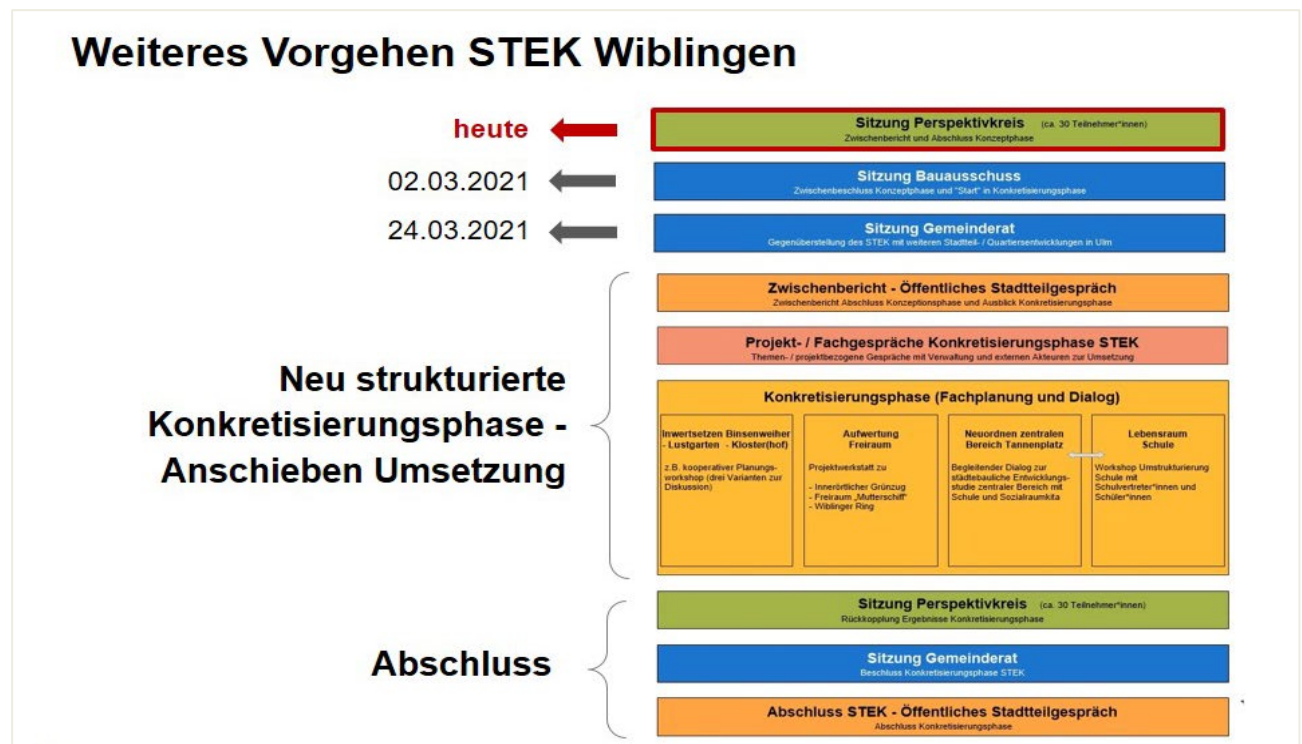 Weiteres Vorgehen STEK Wiblingen
heute
Sitzung Perspektivkreis (ca. 30 Teilnehmer*innen)
Zwischenbericht und Abschluss Konzeptphase
02.03.2021
Sitzung Bauausschuss
Zwischenbeschluss Konzeptphase und "Start" in Konkretisierungsphase
24.03.2021
Sitzung Gemeinderat
Gegenüberstellung des STEK mit weiteren Stadtteil- / Quartiersentwicklungen in Ulm
Neu strukturierte
Konkretisierungsphase -
Anschieben Umsetzung
Zwischenbericht - Öffentliches Stadtteilgespräch
Zwischenbericht Abschluss Konzeptionsphase und Ausblick Konkretisierungsphase
Projekt- / Fachgespräche Konkretisierungsphase STEK
Themen- / projektbezogene Gespräche mit Verwaltung und externen Akteuren zur Umsetzung
Konkretisierungsphase (Fachplanung und Dialog)
Inwertsetzen Binsenweiher
- Lustgarten - Kloster(hof)
z.B. kooperativer Planungs-
workshop (drei Varianten zur
Diskussion)
Aufwertung
Freiraum
Projektwerkstatt zu
- Innerörtlicher Grünzug
- Freiraum „Mutterschiff"
- Wiblinger Ring
Neuordnen zentralen
Bereich Tannenplatz
Begleitender Dialog zur
städtebauliche Entwicklungs-
studie zentraler Bereich mit
Schule und Sozialraumkita
Lebensraum
Schule
Workshop Umstrukturierung
Schule mit
Schulvertreter*innen und
Schüler*innen
Abschluss
Sitzung Perspektivkreis (ca. 30 Teilnehmer*innen)
Rückkopplung Ergebnisse Konkretisierungsphase
Sitzung Gemeinderat
Beschluss Konkretisierungsphase STEK
Abschluss STEK - Öffentliches Stadtteilgespräch
Abschluss Konkretisierungsphase